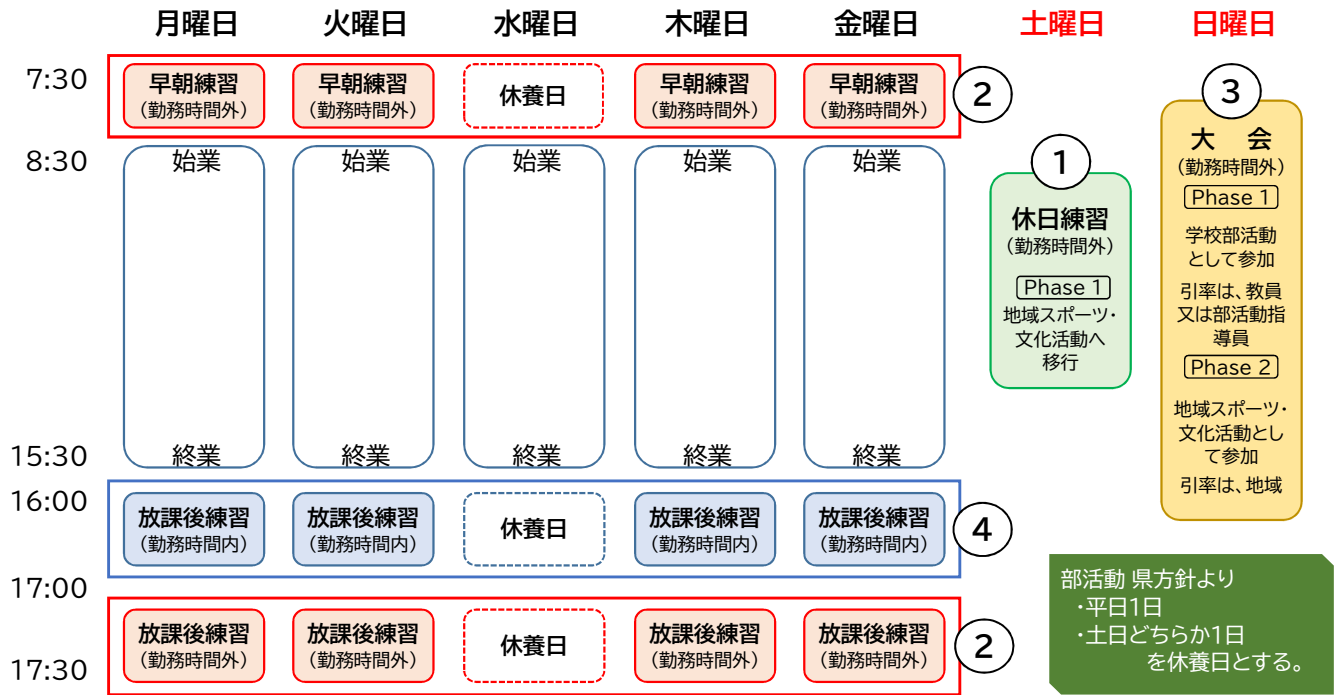 月曜日 火曜日 水曜日 木曜日 金曜日 土曜日 日曜日
7:30
早朝練習
(勤務時間外)
早朝練習
(勤務時間外)
休養日
早朝練習
(勤務時間外)
早朝練習
(勤務時間外)
②
8:30
始業
始業
始業
始業
始業
15:30
終業
終業
終業
終業
終業
16:00
放課後練習
(勤務時間内)
放課後練習
(勤務時間内)
休養日
放課後練習
(勤務時間内)
放課後練習
(勤務時間内)
④
17:00
放課後練習
(勤務時間外)
放課後練習
(勤務時間外)
休養日
放課後練習
(勤務時間外)
放課後練習
(勤務時間外)
②
17:30
①
休日練習
(勤務時間外)
Phase 1
地域スポーツ・
文化活動へ
移行
③
大 会
(勤務時間外)
Phase 1
学校部活動
として参加
引率は、教員
又は部活動指
導員
Phase 2
地域スポーツ・
文化活動とし
て参加
引率は、地域
部活動 県方針より
・平日1日
・土日どちらか1日
を休養日とする。